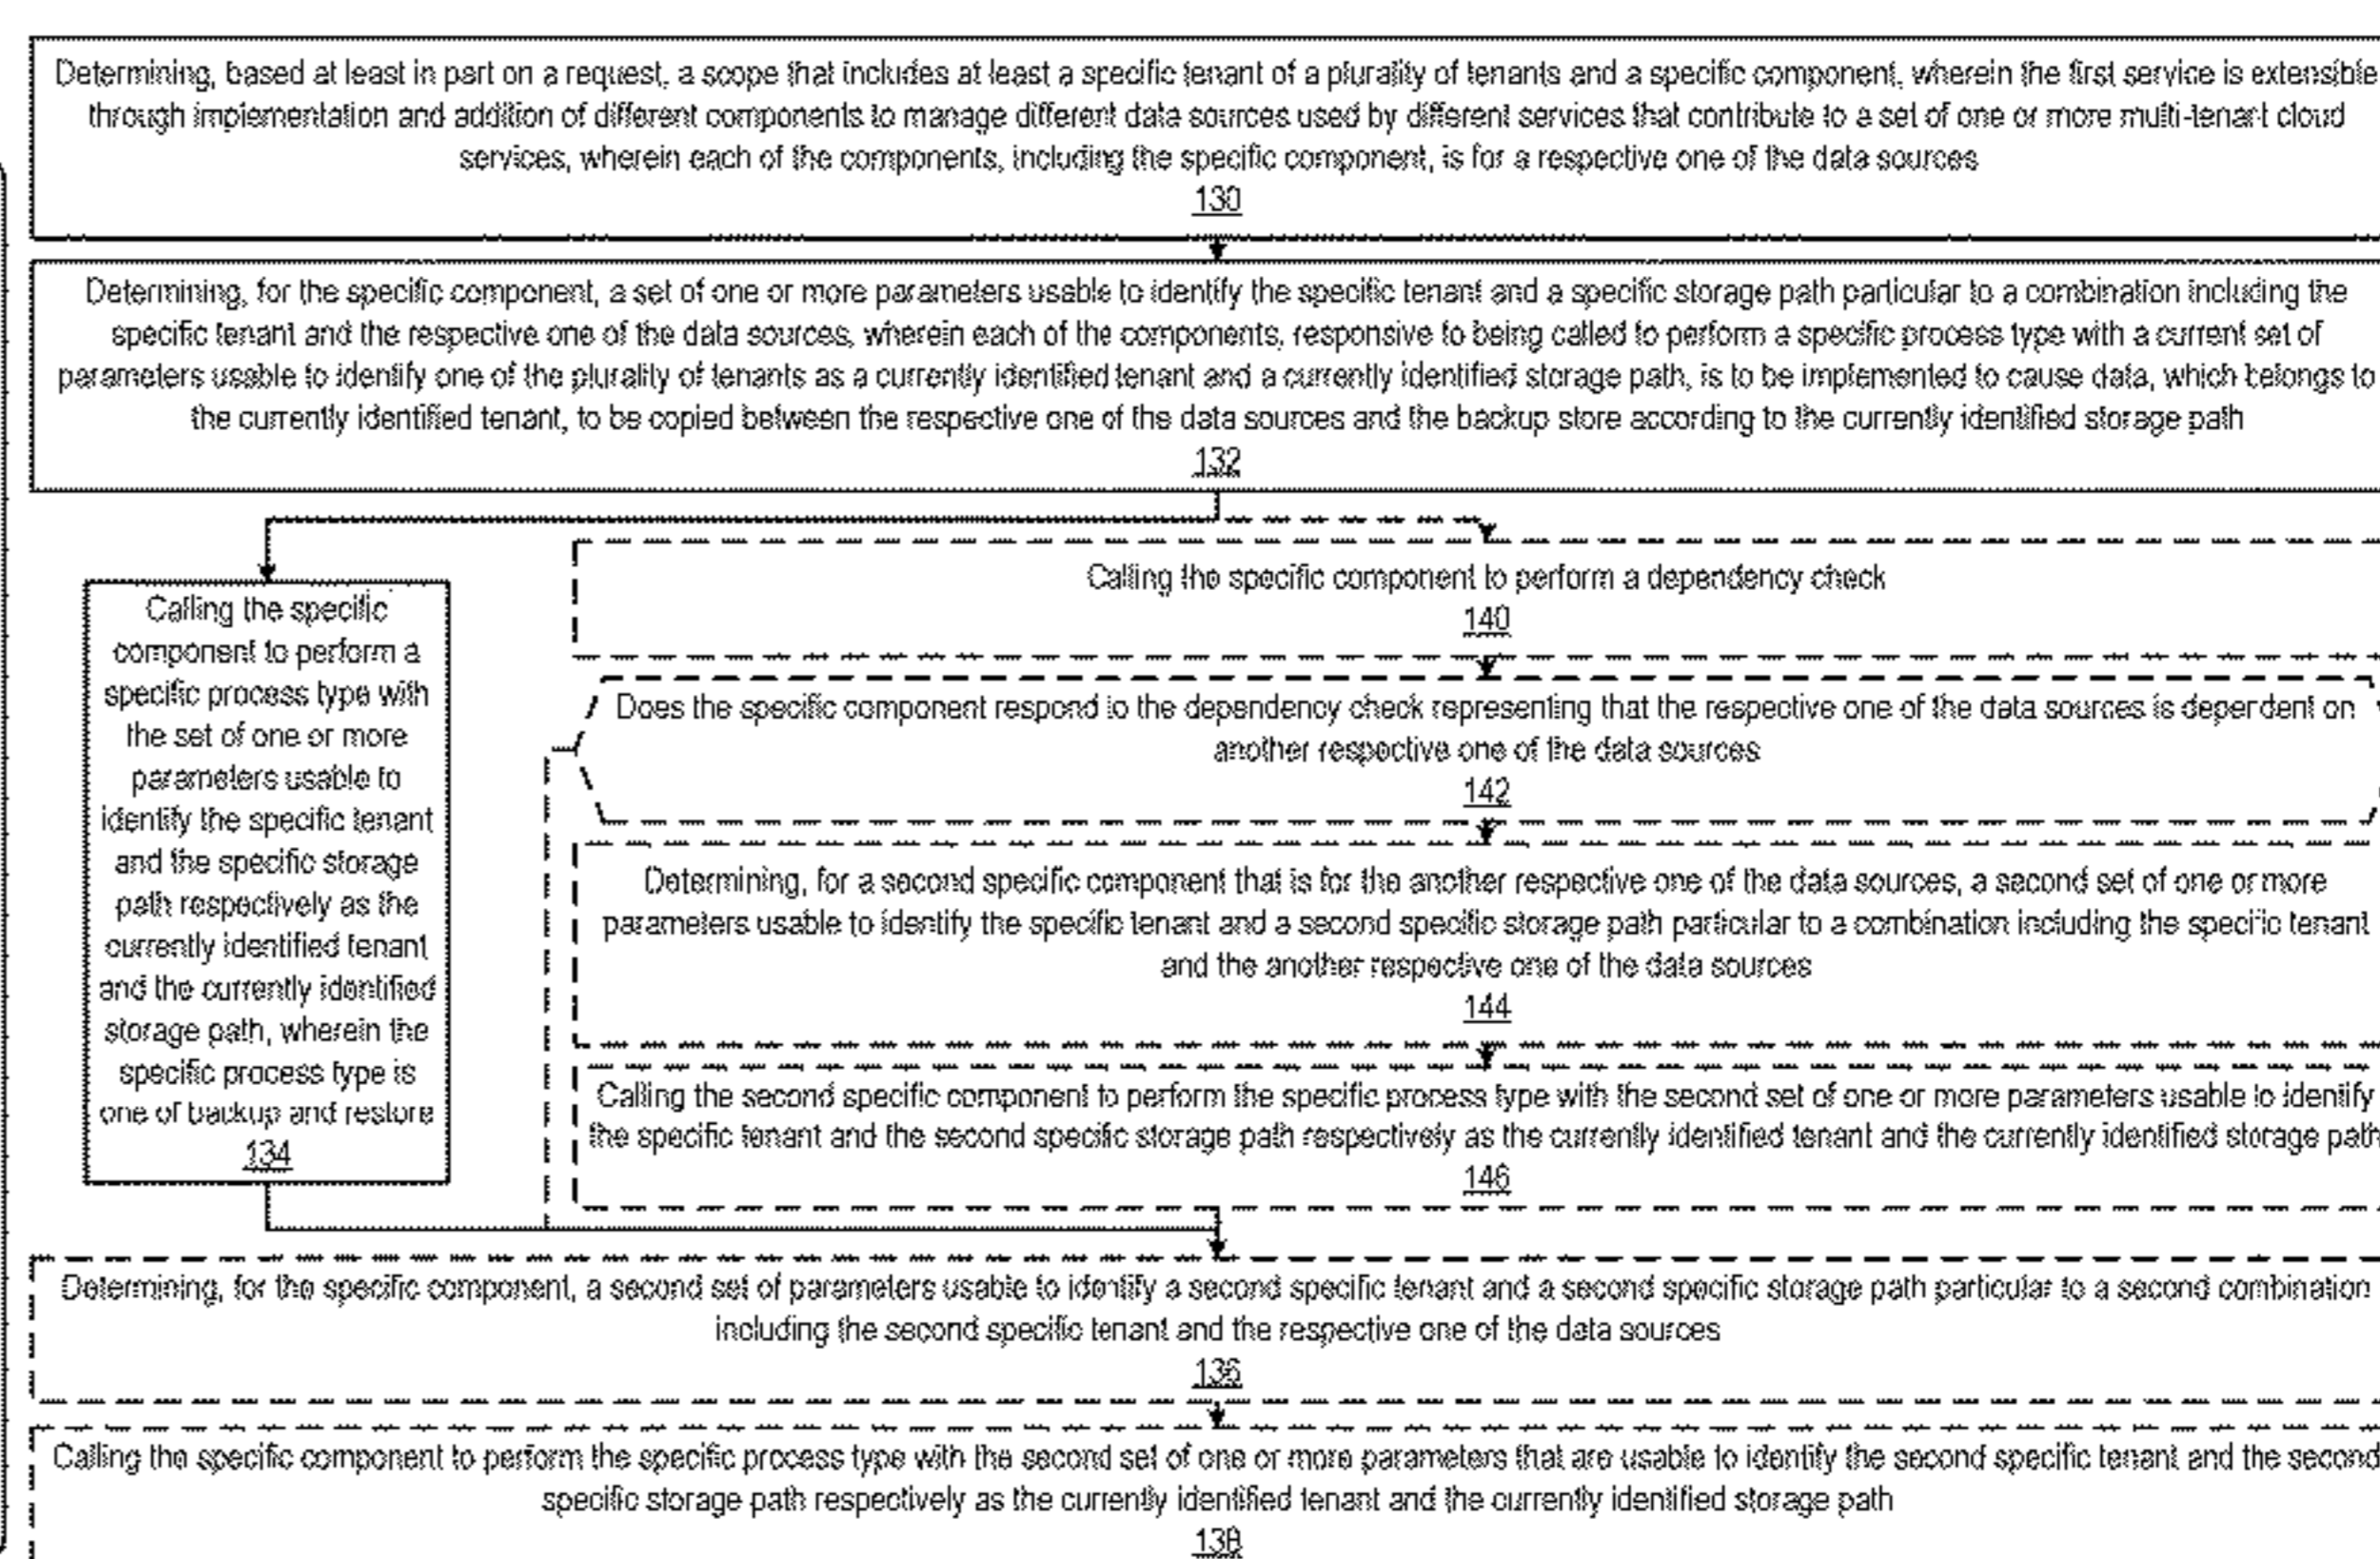 Determining, based at least in part on a request, a scope that includes at least a specific tenant of a plurality of tenants and a specific component, wherein the first service is extensible
through implementation and addition of different components to manage different data sources used by different services that contribute to a set of one or more multi-tenant cloud
services, wherein each of the components, including the specific component, is for a respective one of the data sources
130
Determining, for the specific component, a set of one or more parameters usable to identify the specific tenant and a specific storage path particular to a combination including the
specific tenant and the respective one of the data sources, wherein each of the components, responsive to being called to perform a specific process type with a current set of
parameters usable to identify one of the plurality of tenants as a currently identified tenant and a currently identified storage path, is to be implemented to cause data, which belongs to
the currently identified tenant, to be copied between the respective one of the data sources and the backup store according to the currently identified storage path
132
Calling the specific
component to perform a
specific process type with
the set of one or more
parameters usable to
identify the specific tenant
and the specific storage
path respectively as the
currently identified tenant
and the currently identified
storage path, wherein the
specific process type is
one of backup and restore
134
Calling the specific component to perform a dependency check
140
Does the specific component respond to the dependency check representing that the respective one of the data sources is dependent on
another respective one of the data sources
142
Determining, for a second specific component that is for the another respective one of the data sources, a second set of one or more
parameters usable to identify the specific tenant and a second specific storage path particular to a combination including the specific tenant
and the another respective one of the data sources
144
Calling the second specific component to perform the specific process type with the second set of one or more parameters usable to identify
the specific tenant and the second specific storage path respectively as the currently identified tenant and the currently identified storage path
146
Determining, for the specific component, a second set of parameters usable to identify a second specific tenant and a second specific storage path particular to a second combination
including the second specific tenant and the respective one of the data sources
136
Calling the specific component to perform the specific process type with the second set of one or more parameters that are usable to identify the second specific tenant and the second
specific storage path respectively as the currently identified tenant and the currently identified storage path
138